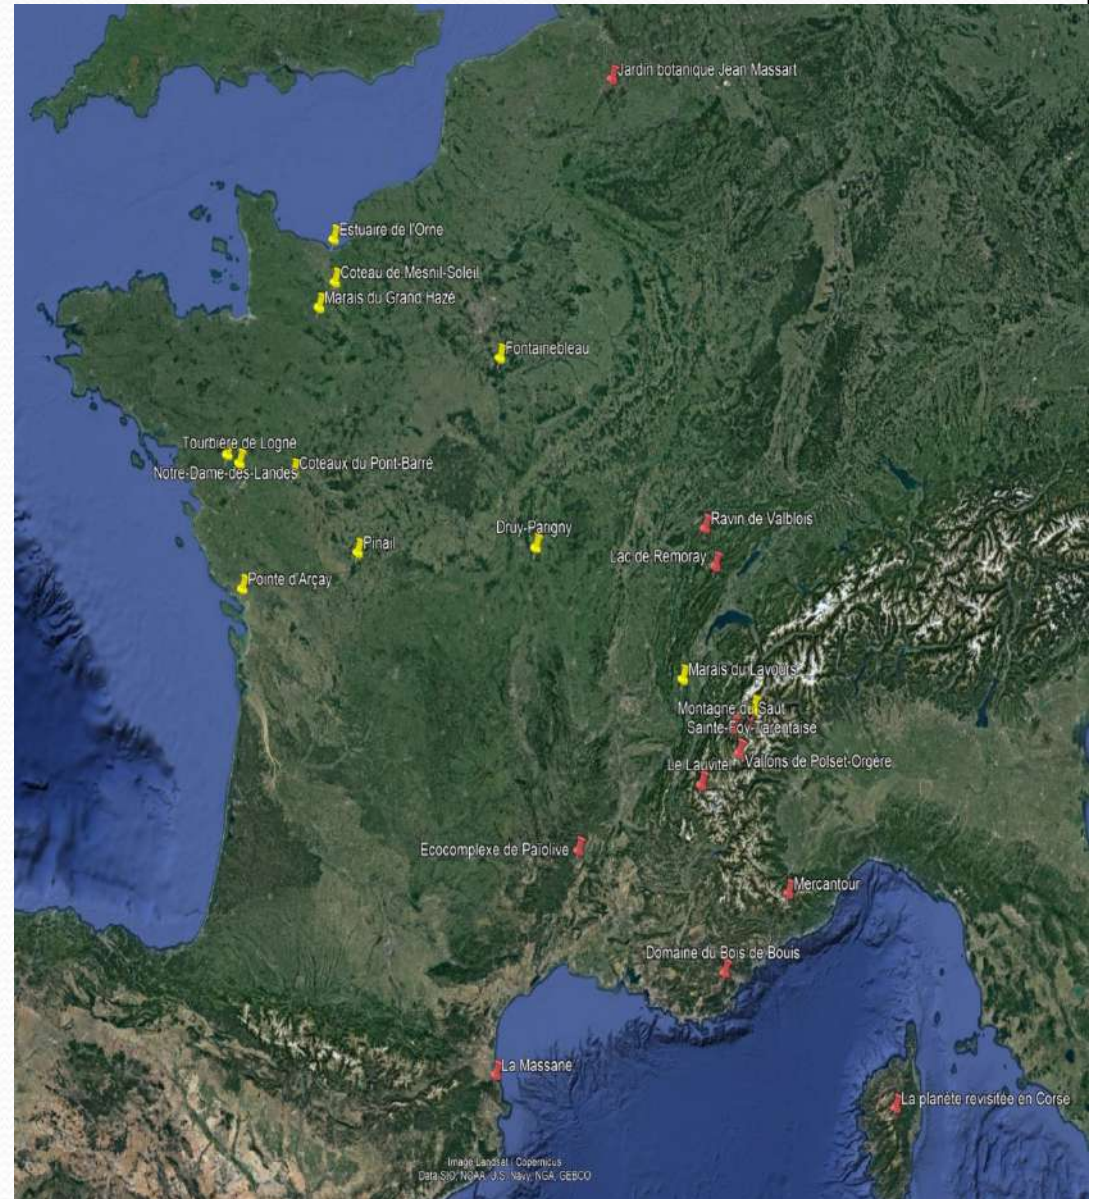 Jardin botanique Jean Massart
Estuaire de l'Orne
Coteau de Mesnil-Soleil
Marais du Grand Hazé
Fontainebleau
Tourbière de Logné
Notre-Dame-des-Landes
Coteaux du Pont-Barré
Pinail
Druy-Parigny
Ravin de Valblois
Lac de Remoray
Pointe d'Arçay
Marais du Lavours
Montagne du Saut
Sainte-Foy-Tarentaise
Vallons de Polset-Orgère
Le Lauvitel
Ecocomplexe de Païolive
Mercantour
Domaine du Bois de Bouis
La Massane
La planète revisitée en Corse
Image Landsat / Copernicus
Data SIO, NOAA, U.S. Navy, NGA, GEBCO